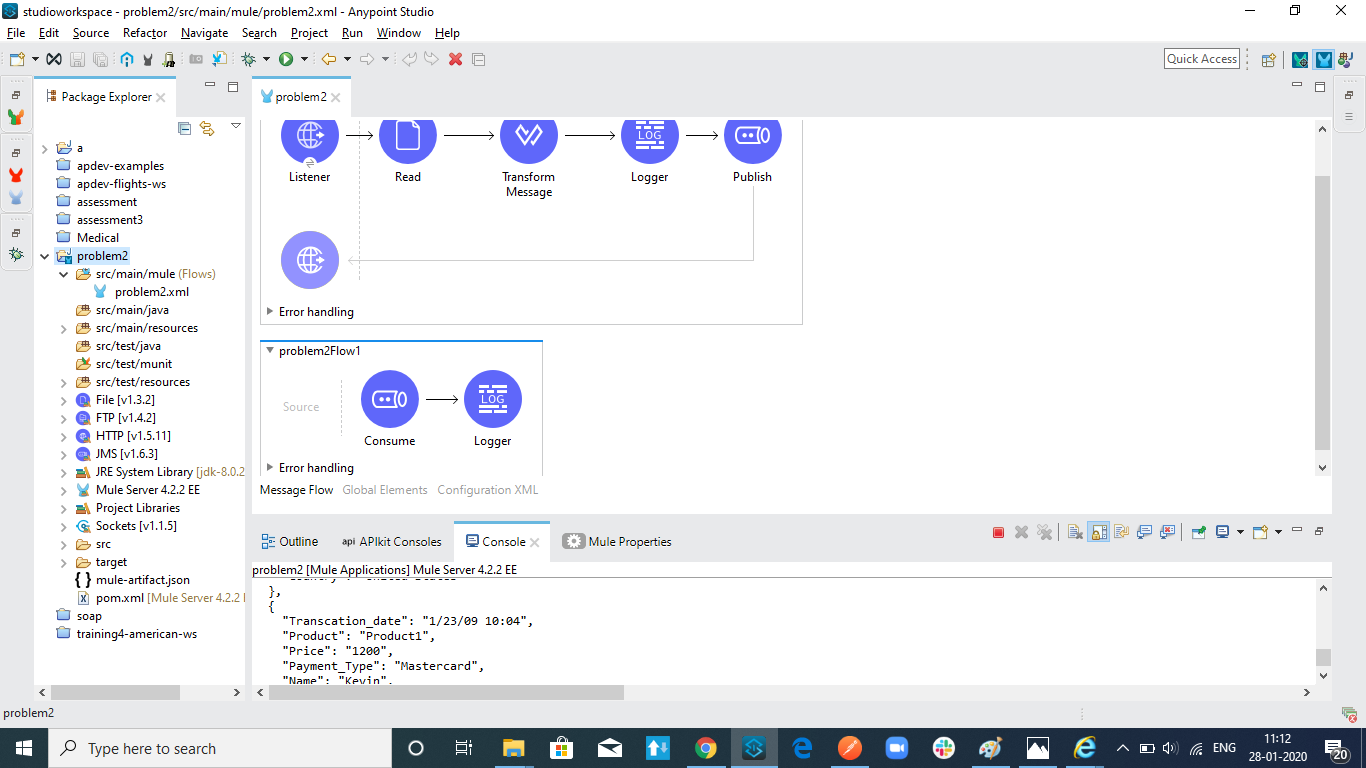 studioworkspace - problem2/src/main/mule/problem2.xml - Anypoint Studio
File Edit Source Refactor Navigate Search Project Run Window Help
Quick Access
Package Explorer
a
apdev-examples
apdev-flights-ws
assessment
assessment3
Medical
problem2
src/main/mule (Flows)
problem2.xml
src/main/java
src/main/resources
src/test/java
src/test/munit
src/test/resources
File [v1.3.2]
FTP [v1.4.2]
HTTP [v1.5.11]
JMS [v1.6.3]
JRE System Library [jdk-8.0.2
Mule Server 4.2.2 EE
Project Libraries
Sockets [v1.1.5]
src
target
mule-artifact.json
pom.xml [Mule Server 4.2.2
soap
training4-american-ws
problem2
LOG
Listener Read Transform Message Logger Publish
Error handling
problem2Flow1
Source
LOG
Consume Logger
Error handling
Message Flow Global Elements Configuration XML
Outline API APIkit Consoles Console Mule Properties
problem2 [Mule Applications] Mule Server 4.2.2 EE
"Country": "United States"
},
{
"Transcation_date": "1/23/09 10:04",
"Product": "Product1",
"Price": "1200",
"Payment_Type": "Mastercard",
"Name": "Kevin",
problem2
Type here to search
ENG
11:12
28-01-2020
20